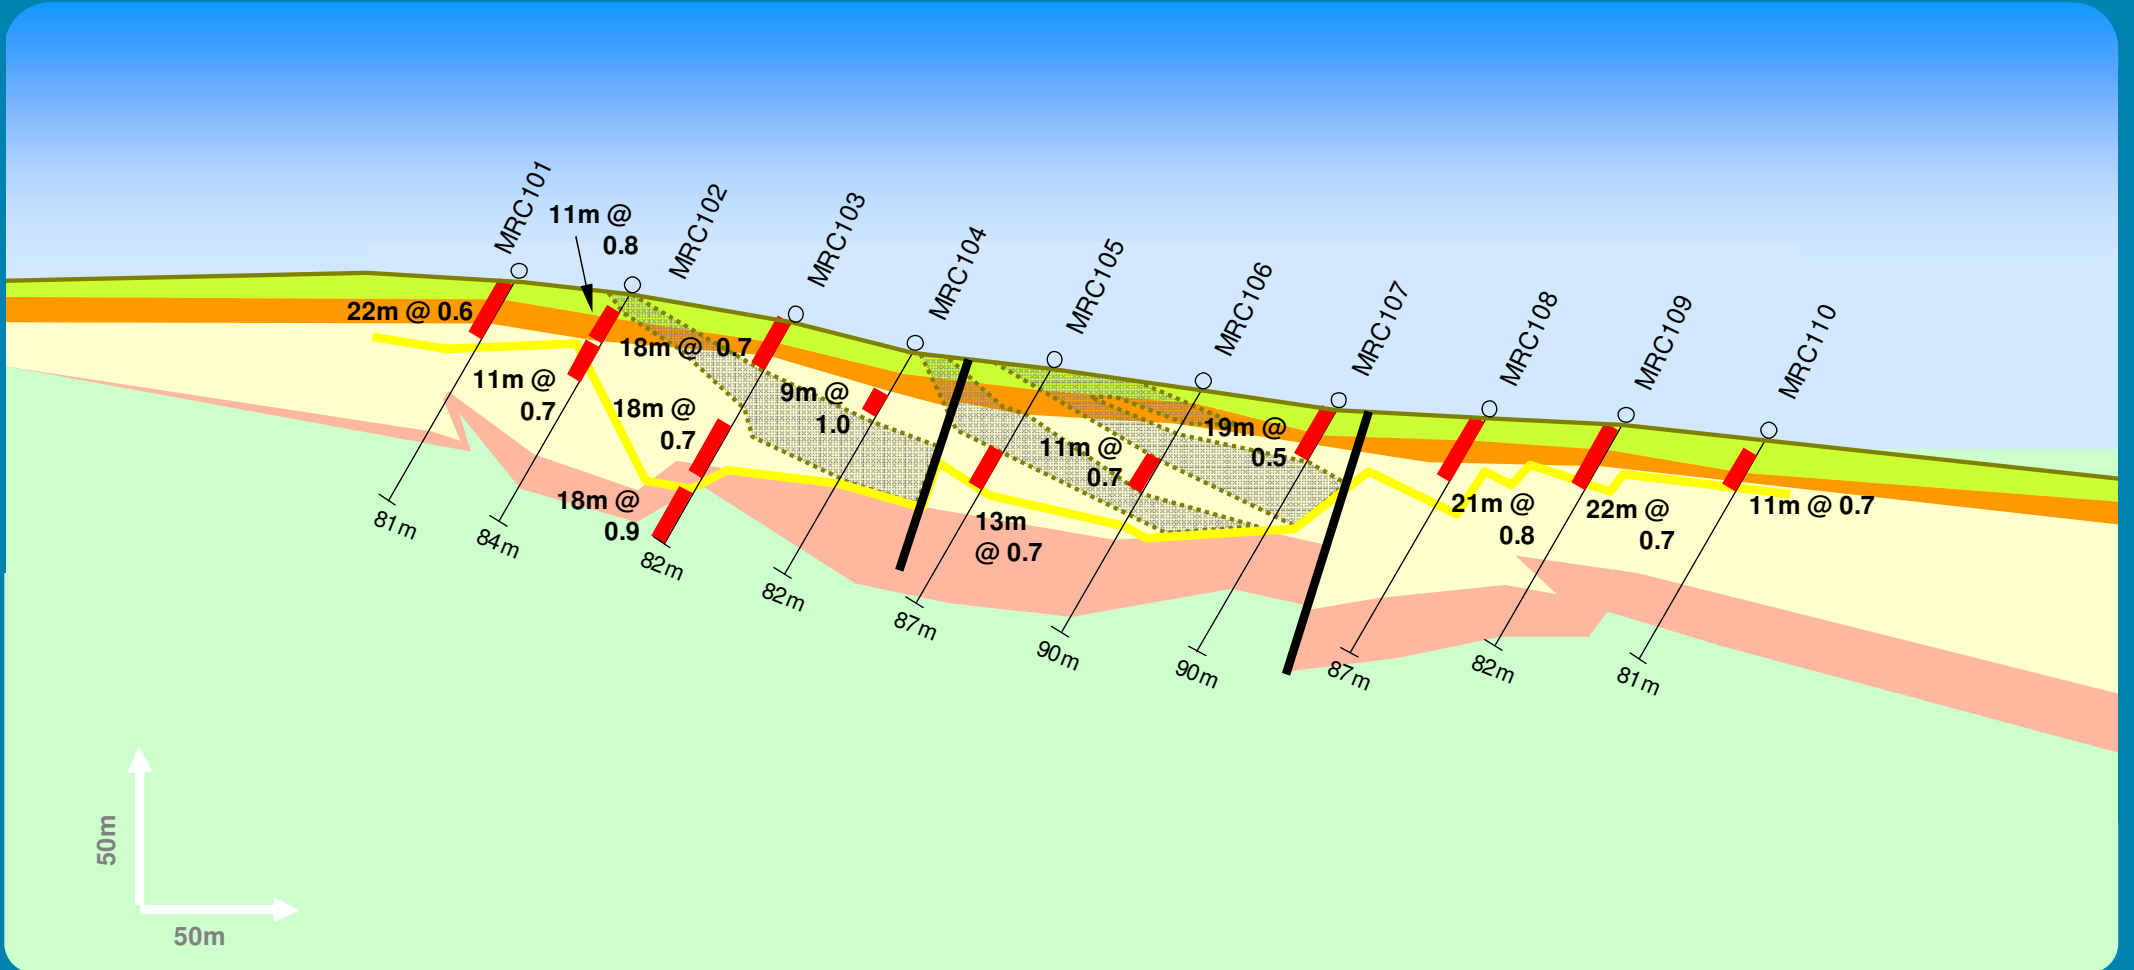 MRC101
MRC102
MRC103
MRC104
MRC105
MRC106
MRC107
MRC108
MRC109
MRC110
11m @
0.8
22m @ 0.6
18m @  0.7
11m @
0.7
18m @
0.7
9m @
1.0
18m @
0.9
11m @
0.7
19m @
0.5
13m
@ 0.7
21m @
0.8
22m @
0.7
11m @ 0.7
81m
84m
82m
82m
87m
90m
90m
87m
82m
81m
50m
50m